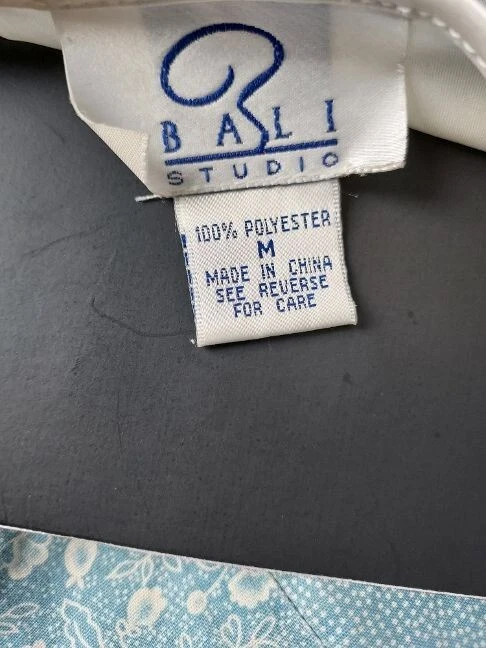 BALI
STUDIO
100% POLYESTER
M
MADE IN CHINA
SEE REVERSE
FOR CARE